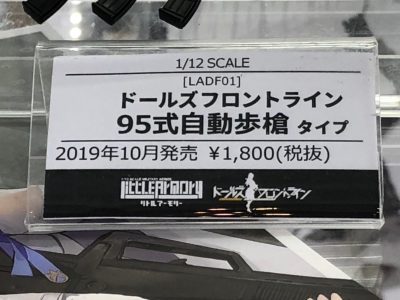 1/12 SCALE
[LADF01]
ドールズフロントライン
95式自動歩槍 タイプ
2019年10月発売 ¥1,800(税抜)
LittleArmory
リトルアーモリー
ドールズフロントライン